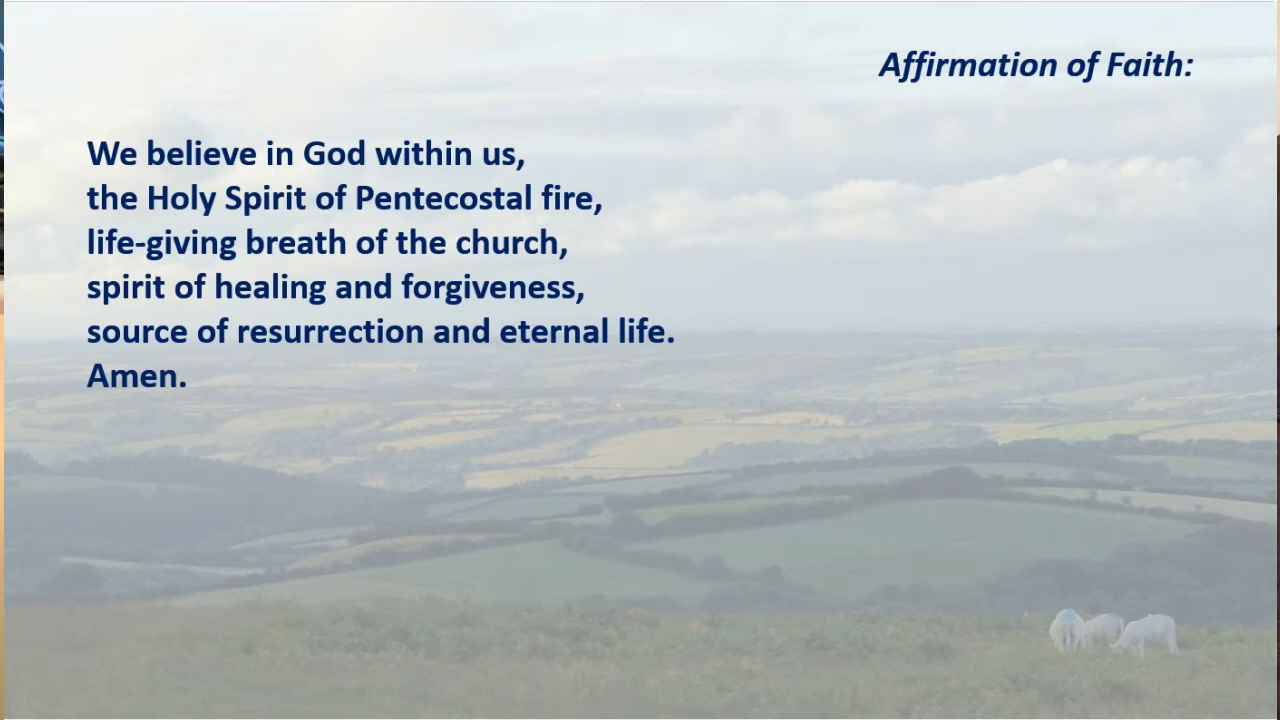 Affirmation of Faith:
We believe in God within us,
the Holy Spirit of Pentecostal fire,
life-giving breath of the church,
spirit of healing and forgiveness,
source of resurrection and eternal life.
Amen.